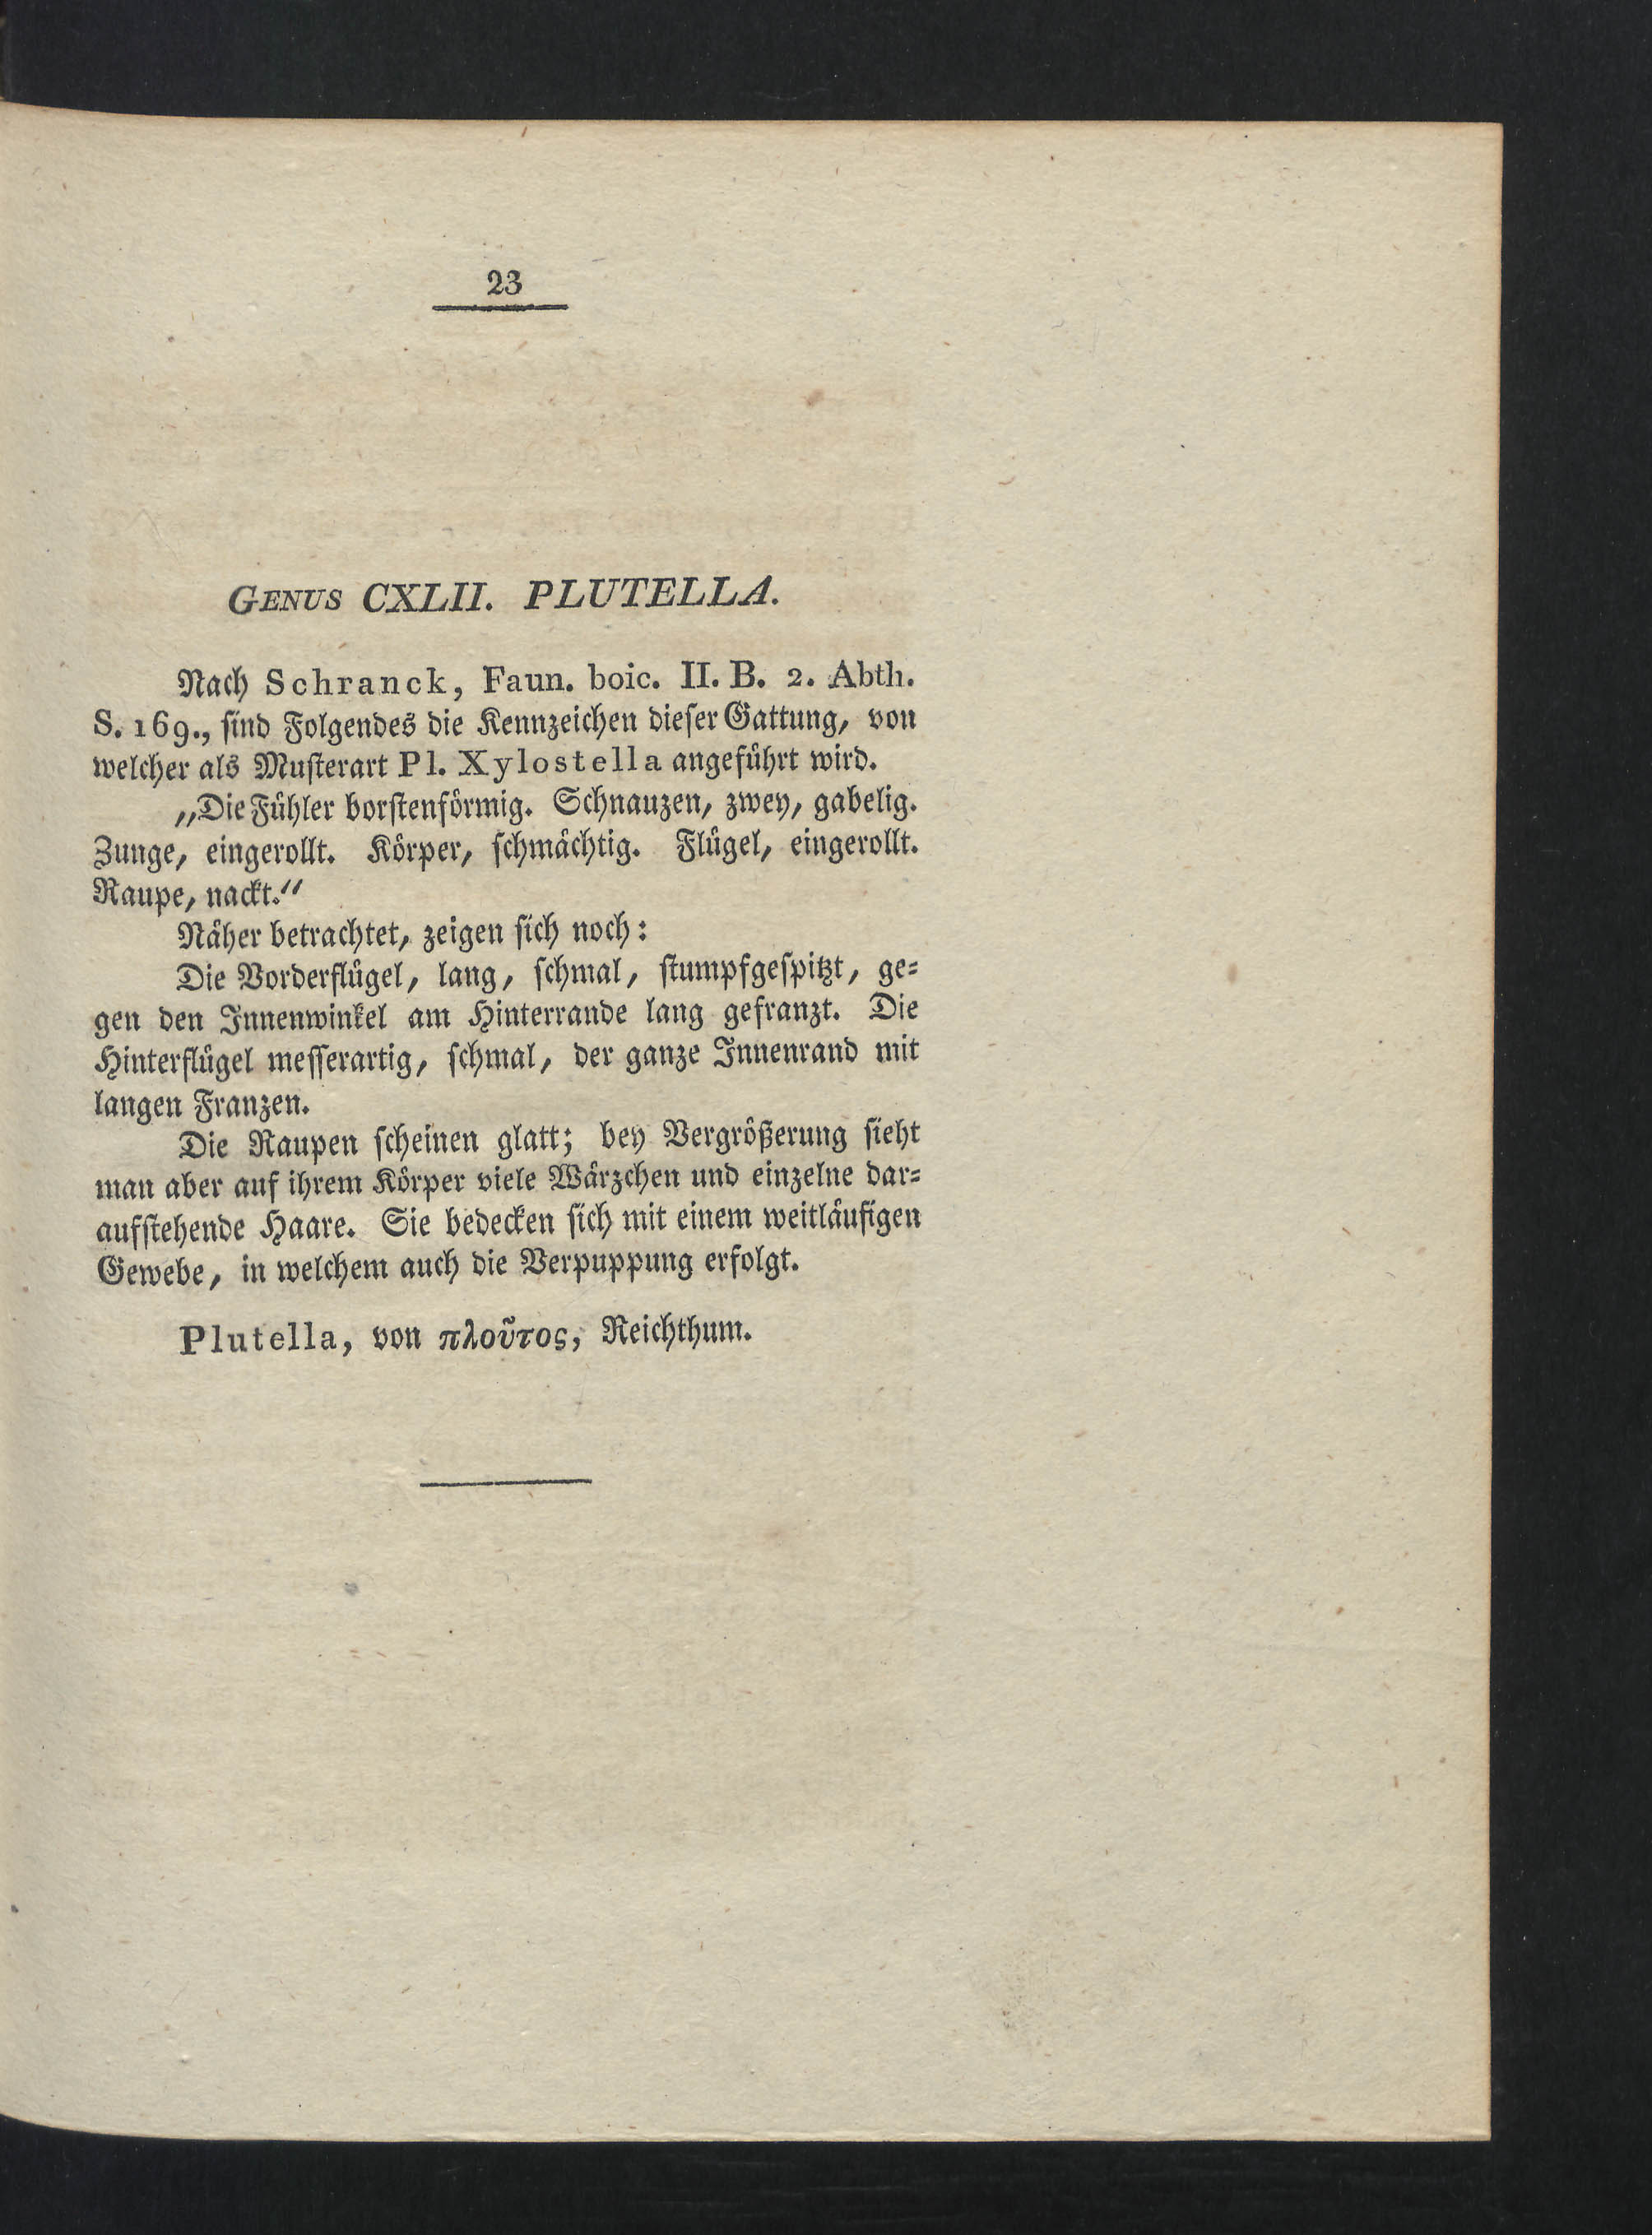 23
GENUS CXLII. PLUTELLA.
Nach Schranck, Faun. boic. II. B. 2. Abth.
S. 169., sind Folgendes die Kennzeichen dieser Gattung, von
welcher als Musterart Pl. Xylostella angeführt wird.
„Die Fühler borstenförmig. Schnauzen, zwey, gabelig.
Zunge, eingerollt. Körper, schmächtig. Flügel, eingerollt.
Raupe, nackt.“
Näher betrachtet, zeigen sich noch:
Die Vorderflügel, lang, schmal, stumpfgespitzt, ge-
gen den Innenwinkel am Hinterrande lang gefranzt. Die
Hinterflügel messerartig, schmal, der ganze Innenrand mit
langen Franzen.
Die Raupen scheinen glatt; bey Vergrößerung sieht
man aber auf ihrem Körper viele Wärzchen und einzelne dar-
aufstehende Haare. Sie bedecken sich mit einem weitläufigen
Gewebe, in welchem auch die Verpuppung erfolgt.
Plutella, von πλοῦτος, Reichthum.